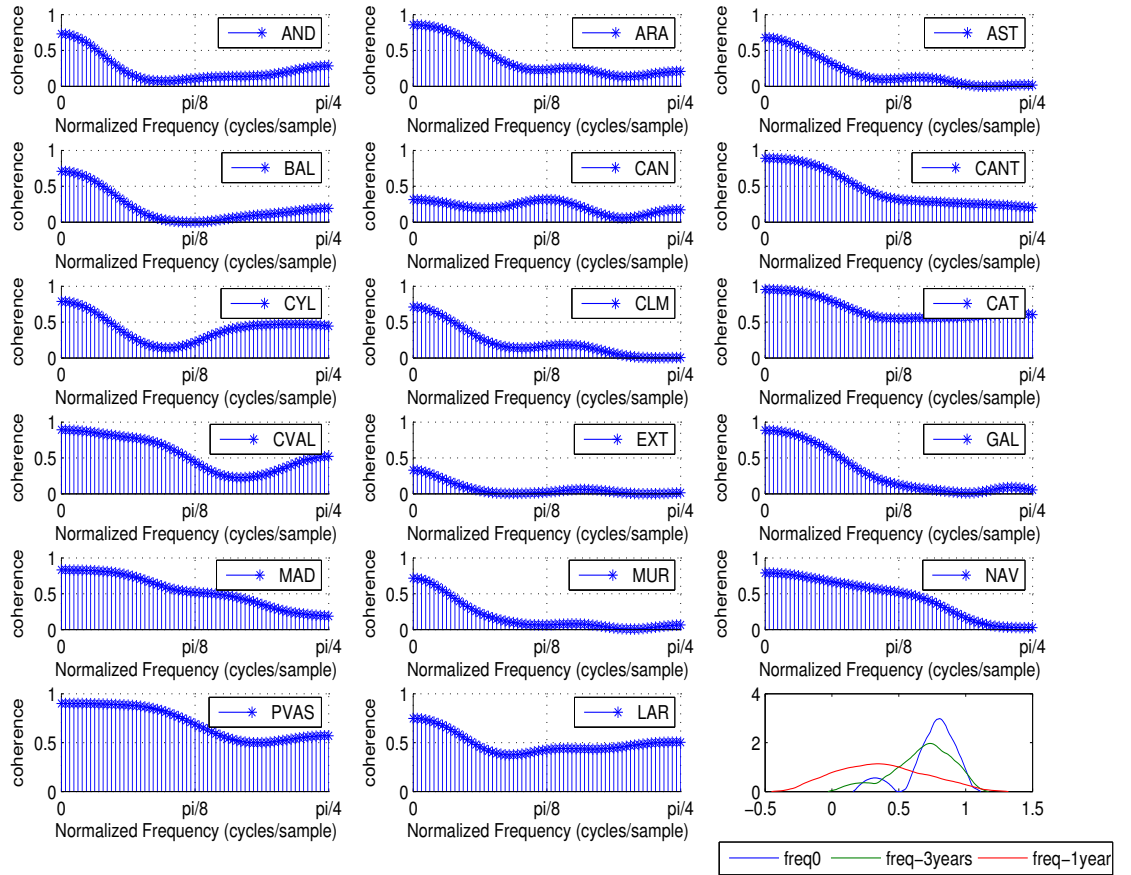 coherence
1
0.5
0
AND
0 pi/8 pi/4
Normalized Frequency (cycles/sample)
coherence
1
0.5
0
ARA
0 pi/8 pi/4
Normalized Frequency (cycles/sample)
coherence
1
0.5
0
AST
0 pi/8 pi/4
Normalized Frequency (cycles/sample)
coherence
1
0.5
0
BAL
0 pi/8 pi/4
Normalized Frequency (cycles/sample)
coherence
1
0.5
0
CAN
0 pi/8 pi/4
Normalized Frequency (cycles/sample)
coherence
1
0.5
0
CANT
0 pi/8 pi/4
Normalized Frequency (cycles/sample)
coherence
1
0.5
0
CYL
0 pi/8 pi/4
Normalized Frequency (cycles/sample)
coherence
1
0.5
0
CLM
0 pi/8 pi/4
Normalized Frequency (cycles/sample)
coherence
1
0.5
0
CAT
0 pi/8 pi/4
Normalized Frequency (cycles/sample)
coherence
1
0.5
0
CVAL
0 pi/8 pi/4
Normalized Frequency (cycles/sample)
coherence
1
0.5
0
EXT
0 pi/8 pi/4
Normalized Frequency (cycles/sample)
coherence
1
0.5
0
GAL
0 pi/8 pi/4
Normalized Frequency (cycles/sample)
coherence
1
0.5
0
MAD
0 pi/8 pi/4
Normalized Frequency (cycles/sample)
coherence
1
0.5
0
MUR
0 pi/8 pi/4
Normalized Frequency (cycles/sample)
coherence
1
0.5
0
NAV
0 pi/8 pi/4
Normalized Frequency (cycles/sample)
coherence
1
0.5
0
PVAS
0 pi/8 pi/4
Normalized Frequency (cycles/sample)
coherence
1
0.5
0
LAR
0 pi/8 pi/4
Normalized Frequency (cycles/sample)
4
2
0
−0.5 0 0.5 1 1.5
freq0 freq−3years freq−1year